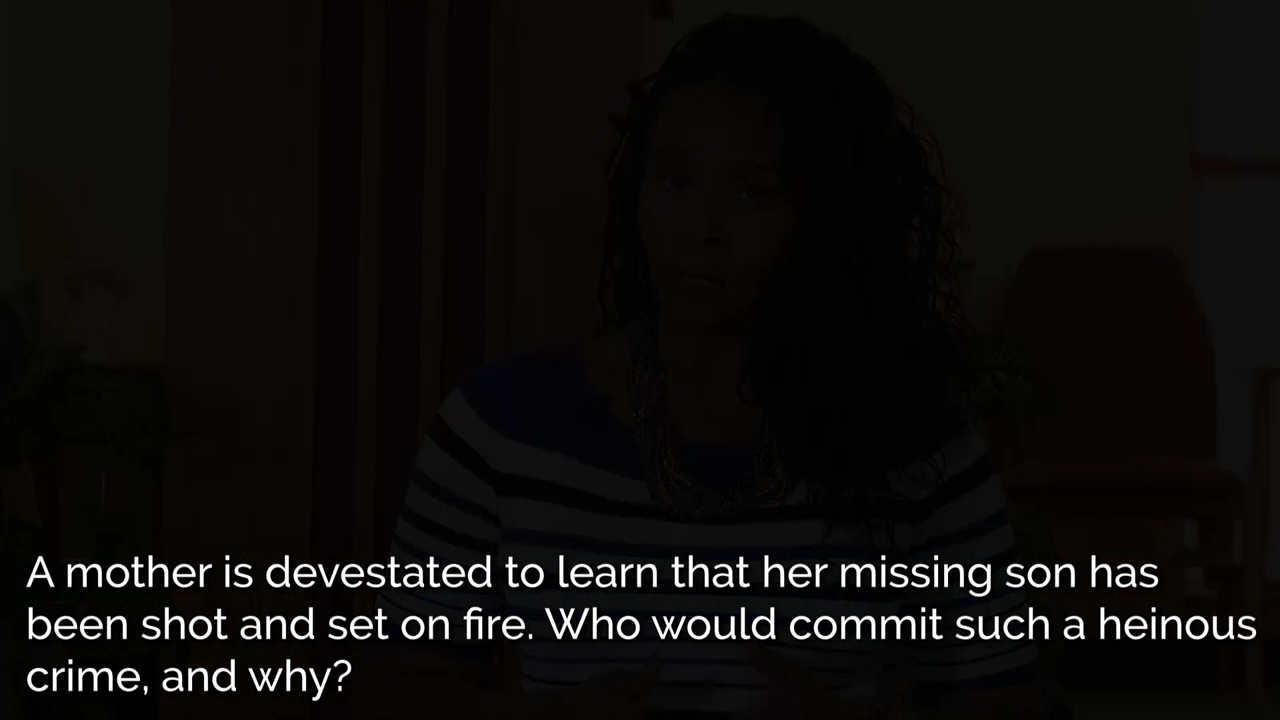 A mother is devestated to learn that her missing son has
been shot and set on fire. Who would commit such a heinous
crime, and why?